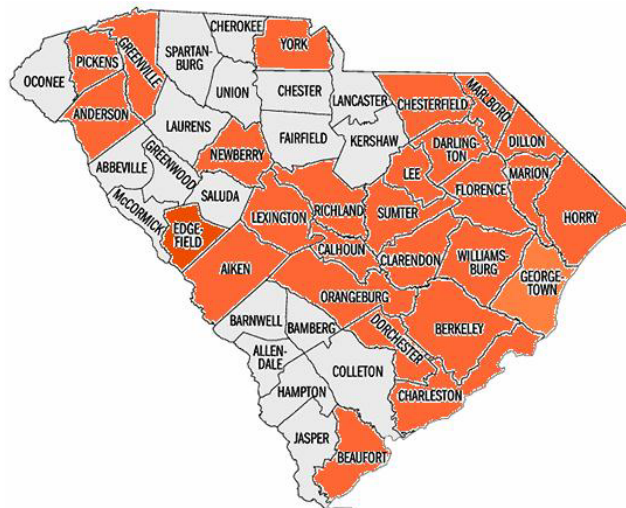 CHEROKEE
YORK
GREENVILLE
PICKENS
SPARTAN-
BURG
OCONEE
UNION
CHESTER
LANCASTER
CHESTERFIELD
MARLBORO
ANDERSON
LAURENS
DARLING-
TON
DILLON
FAIRFIELD
KERSHAW
NEWBERRY
ABBEVILLE
GREENWOOD
LEE
MARION
FLORENCE
SALUDA
McCORMICK
LEXINGTON
RICHLAND
SUMTER
HORRY
EDGE-
FIELD
CALHOUN
CLARENDON
WILLIAMS-
BURG
AIKEN
GEORGE-
TOWN
ORANGEBURG
BARNWELL
BAMBERG
DORCHESTER
BERKELEY
ALLEN-
DALE
COLLETON
HAMPTON
CHARLESTON
JASPER
BEAUFORT